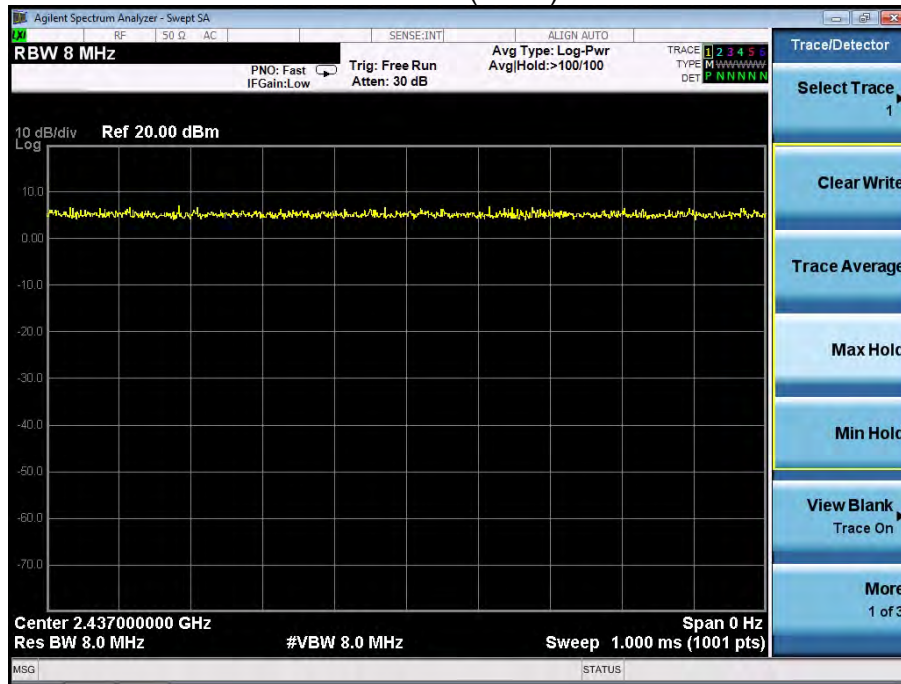 Agilent Spectrum Analyzer - Swept SA
LXI RF 50 Ω AC SENSE:INT ALIGN AUTO
RBW 8 MHz
PNO: Fast
IFGain:Low
Trig: Free Run
Atten: 30 dB
Avg Type: Log-Pwr
Avg|Hold:>100/100
TRACE 1 2 3 4 5 6
TYPE M WWWWW
DET P N N N N N
10 dB/div Ref 20.00 dBm
Log
10.0
0.00
-10.0
-20.0
-30.0
-40.0
-50.0
-60.0
-70.0
Center 2.437000000 GHz Span 0 Hz
Res BW 8.0 MHz #VBW 8.0 MHz Sweep 1.000 ms (1001 pts)
MSG STATUS
Trace/Detector
Select Trace
1
Clear Write
Trace Average
Max Hold
Min Hold
View Blank
Trace On
More
1 of 3